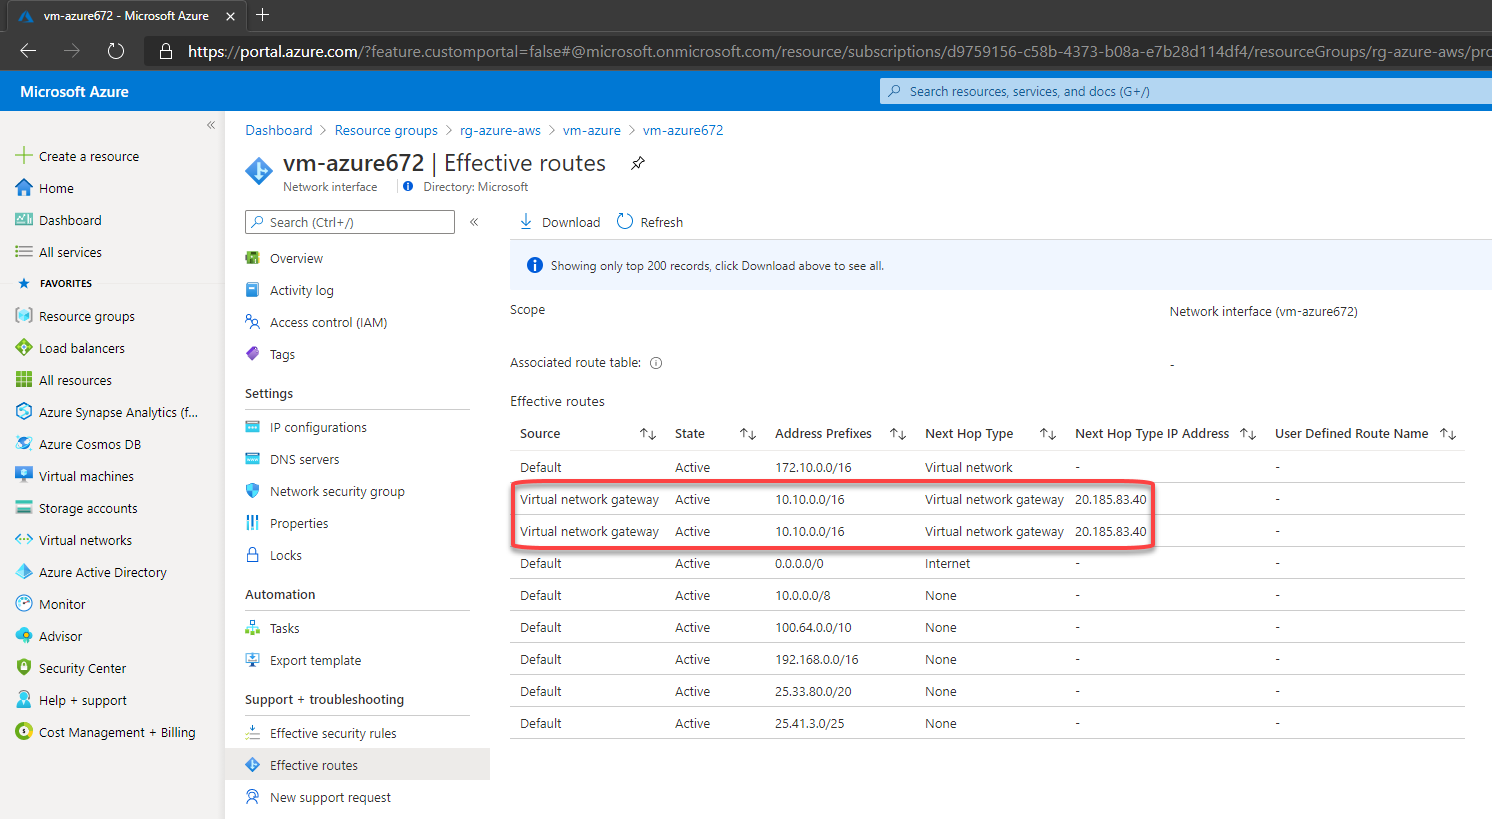 vm-azure672 - Microsoft Azure
https://portal.azure.com/?feature.customportal=false#@microsoft.onmicrosoft.com/resource/subscriptions/d9759156-c58b-4373-b08a-e7b28d114df4/resourceGroups/rg-azure-aws/pro
Microsoft Azure
Search resources, services, and docs (G+/)
«
Create a resource
Home
Dashboard
All services
FAVORITES
Resource groups
Load balancers
All resources
Azure Synapse Analytics (f...
Azure Cosmos DB
Virtual machines
Storage accounts
Virtual networks
Azure Active Directory
Monitor
Advisor
Security Center
Help + support
Cost Management + Billing
Dashboard > Resource groups > rg-azure-aws > vm-azure > vm-azure672
vm-azure672 | Effective routes
Network interface | Directory: Microsoft
Search (Ctrl+/) «
Overview
Activity log
Access control (IAM)
Tags
Settings
IP configurations
DNS servers
Network security group
Properties
Locks
Automation
Tasks
Export template
Support + troubleshooting
Effective security rules
Effective routes
New support request
Download Refresh
Showing only top 200 records, click Download above to see all.
Scope Network interface (vm-azure672)
Associated route table: -
Effective routes
Source State Address Prefixes Next Hop Type Next Hop Type IP Address User Defined Route Name
Default Active 172.10.0.0/16 Virtual network - -
Virtual network gateway Active 10.10.0.0/16 Virtual network gateway 20.185.83.40 -
Virtual network gateway Active 10.10.0.0/16 Virtual network gateway 20.185.83.40 -
Default Active 0.0.0.0/0 Internet - -
Default Active 10.0.0.0/8 None - -
Default Active 100.64.0.0/10 None - -
Default Active 192.168.0.0/16 None - -
Default Active 25.33.80.0/20 None - -
Default Active 25.41.3.0/25 None - -